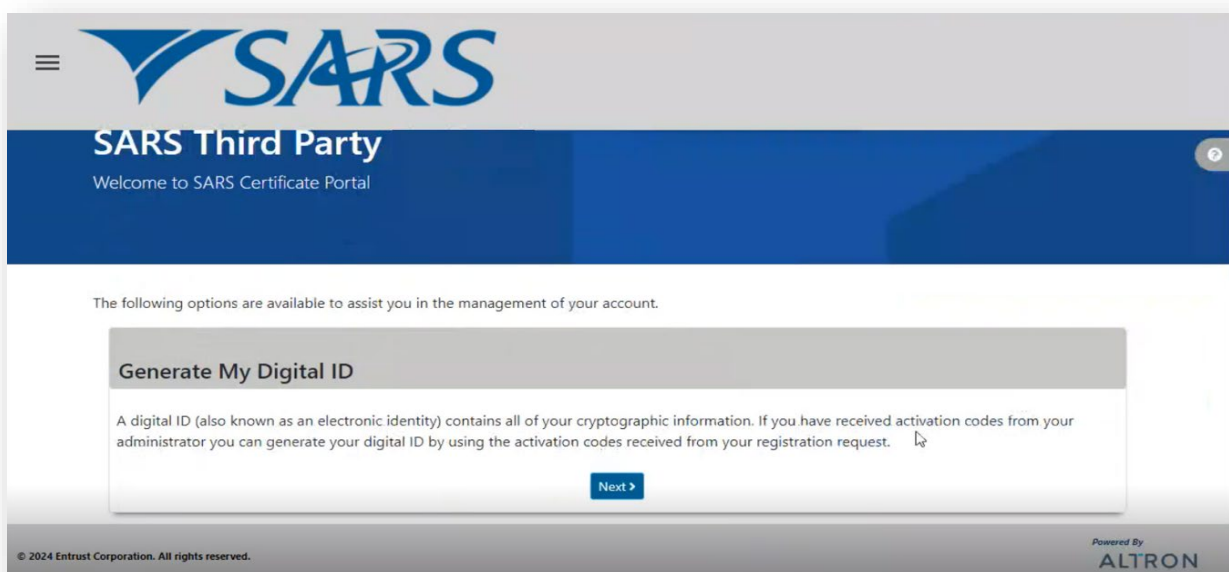 SARS
SARS Third Party
Welcome to SARS Certificate Portal
The following options are available to assist you in the management of your account.
Generate My Digital ID
A digital ID (also known as an electronic identity) contains all of your cryptographic information. If you have received activation codes from your
administrator you can generate your digital ID by using the activation codes received from your registration request.
Next >
© 2024 Entrust Corporation. All rights reserved.
Powered By
ALTRON